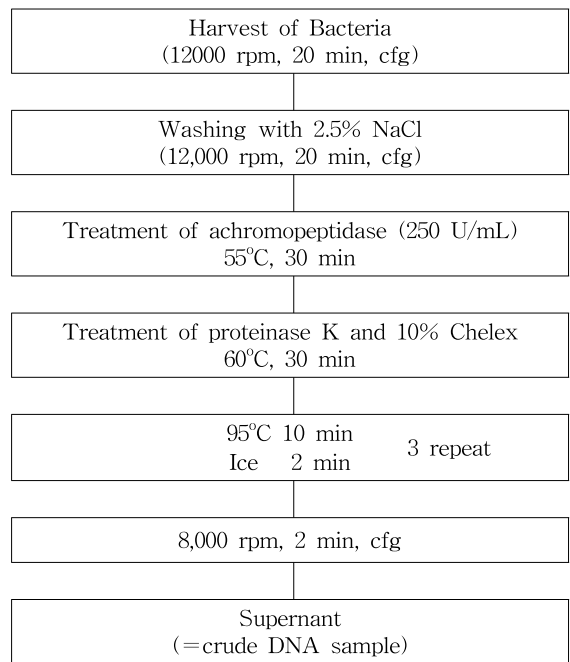 Harvest of Bacteria
(12000 rpm, 20 min, cfg)
Washing with 2.5% NaCl
(12,000 rpm, 20 min, cfg)
Treatment of achromopeptidase (250 U/mL)
55°C, 30 min
Treatment of proteinase K and 10% Chelex
60°C, 30 min
95°C 10 min
3 repeat
Ice 2 min
8,000 rpm, 2 min, cfg
Supernant
(=crude DNA sample)